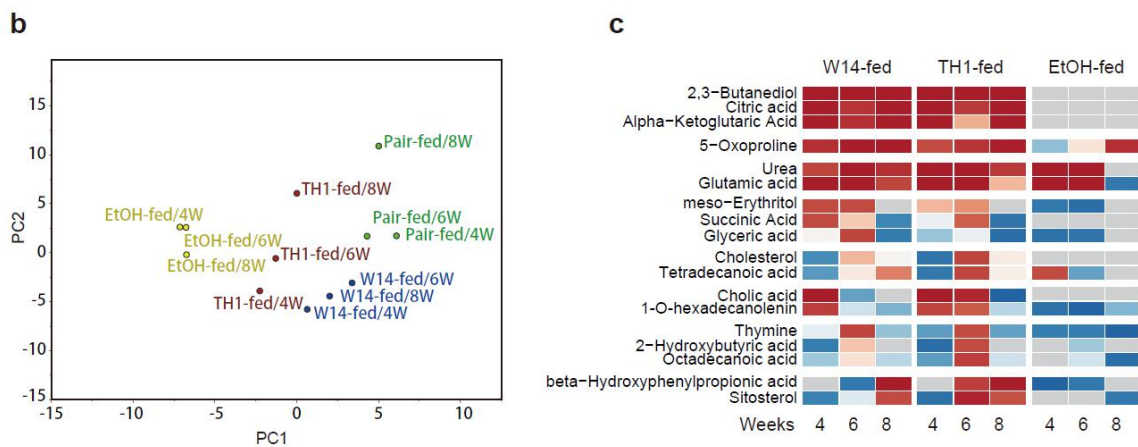 b
15
10
5
0
-5
-10
-15
PC2
-15
-10
-5
0
5
10
PC1
Pair-fed/8W
TH1-fed/8W
EtOH-fed/4W
Pair-fed/6W
EtOH-fed/6W
Pair-fed/4W
EtOH-fed/8W
TH1-fed/6W
W14-fed/6W
TH1-fed/4W
W14-fed/8W
W14-fed/4W
c
W14-fed TH1-fed EtOH-fed
2,3-Butanediol
Citric acid
Alpha-Ketoglutaric Acid
5-Oxoproline
Urea
Glutamic acid
meso-Erythritol
Succinic Acid
Glyceric acid
Cholesterol
Tetradecanoic acid
Cholic acid
1-O-hexadecanolenin
Thymine
2-Hydroxybutyric acid
Octadecanoic acid
beta-Hydroxyphenylpropionic acid
Sitosterol
Weeks 4 6 8 4 6 8 4 6 8